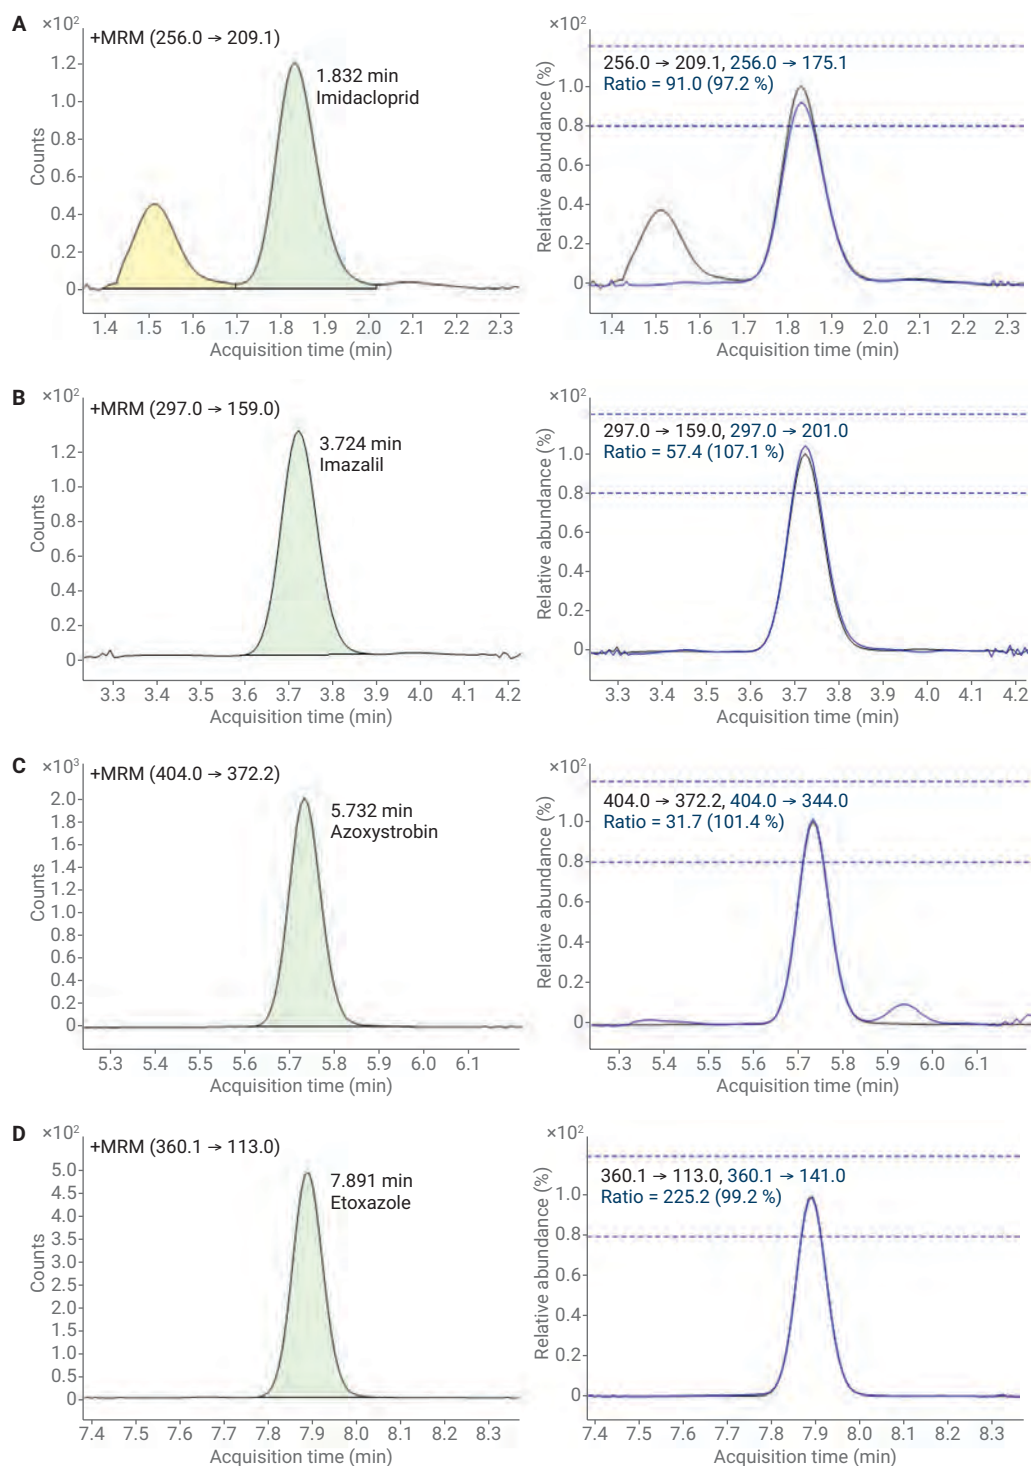 A
×10²
+MRM (256.0 → 209.1)
1.832 min
Imidacloprid
Counts
1.2
1.0
0.8
0.6
0.4
0.2
0
1.4 1.5 1.6 1.7 1.8 1.9 2.0 2.1 2.2 2.3
Acquisition time (min)
×10²
256.0 → 209.1, 256.0 → 175.1
Ratio = 91.0 (97.2 %)
Relative abundance (%)
1.0
0.8
0.6
0.4
0.2
0
1.4 1.5 1.6 1.7 1.8 1.9 2.0 2.1 2.2 2.3
Acquisition time (min)
B
×10²
+MRM (297.0 → 159.0)
3.724 min
Imazalil
Counts
1.2
1.0
0.8
0.6
0.4
0.2
0
3.3 3.4 3.5 3.6 3.7 3.8 3.9 4.0 4.1 4.2
Acquisition time (min)
×10²
297.0 → 159.0, 297.0 → 201.0
Ratio = 57.4 (107.1 %)
Relative abundance (%)
1.0
0.8
0.6
0.4
0.2
0
3.3 3.4 3.5 3.6 3.7 3.8 3.9 4.0 4.1 4.2
Acquisition time (min)
C
×10³
+MRM (404.0 → 372.2)
5.732 min
Azoxystrobin
Counts
2.0
1.8
1.6
1.4
1.2
1.0
0.8
0.6
0.4
0.2
0
5.3 5.4 5.5 5.6 5.7 5.8 5.9 6.0 6.1
Acquisition time (min)
×10²
404.0 → 372.2, 404.0 → 344.0
Ratio = 31.7 (101.4 %)
Relative abundance (%)
1.0
0.8
0.6
0.4
0.2
0
5.3 5.4 5.5 5.6 5.7 5.8 5.9 6.0 6.1
Acquisition time (min)
D
×10²
+MRM (360.1 → 113.0)
7.891 min
Etoxazole
Counts
5.0
4.5
4.0
3.5
3.0
2.5
2.0
1.5
1.0
0.5
0
7.4 7.5 7.6 7.7 7.8 7.9 8.0 8.1 8.2 8.3
Acquisition time (min)
×10²
360.1 → 113.0, 360.1 → 141.0
Ratio = 225.2 (99.2 %)
Relative abundance (%)
1.0
0.8
0.6
0.4
0.2
0
7.4 7.5 7.6 7.7 7.8 7.9 8.0 8.1 8.2 8.3
Acquisition time (min)